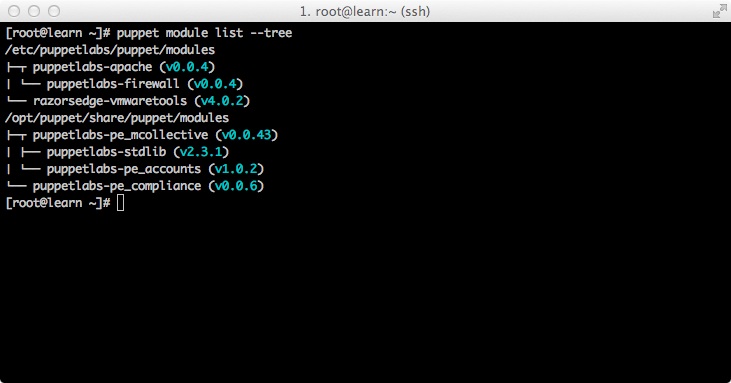 1. root@learn:~ (ssh)
[root@learn ~]# puppet module list --tree
/etc/puppetlabs/puppet/modules
├─┬ puppetlabs-apache (v0.0.4)
│ └── puppetlabs-firewall (v0.0.4)
└── razorsedge-vmwaretools (v4.0.2)
/opt/puppet/share/puppet/modules
├─┬ puppetlabs-pe_mcollective (v0.0.43)
│ ├── puppetlabs-stdlib (v2.3.1)
│ └── puppetlabs-pe_accounts (v1.0.2)
└── puppetlabs-pe_compliance (v0.0.6)
[root@learn ~]#